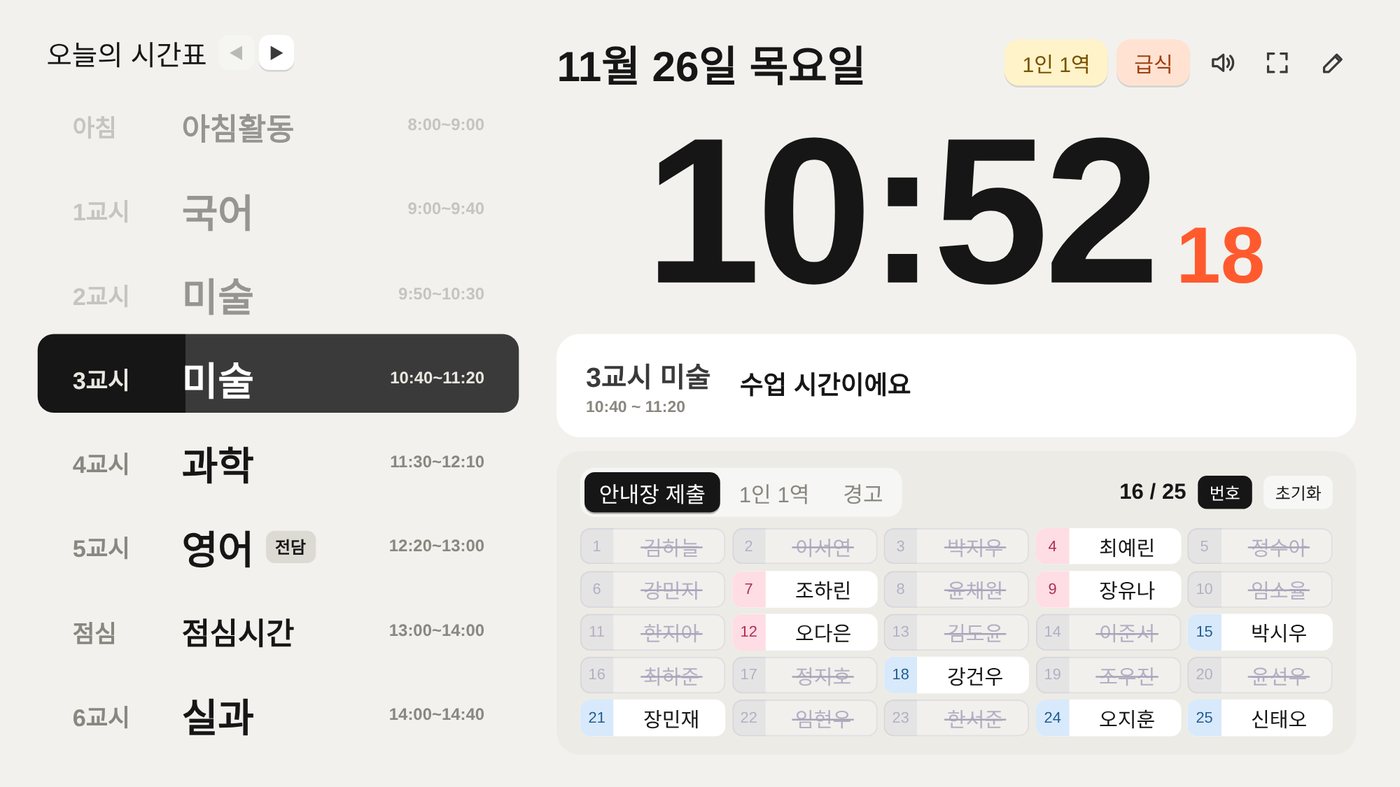 오늘의 시간표
아침 아침활동 8:00~9:00
1교시 국어 9:00~9:40
2교시 미술 9:50~10:30
3교시 미술 10:40~11:20
4교시 과학 11:30~12:10
5교시 영어 전담 12:20~13:00
점심 점심시간 13:00~14:00
6교시 실과 14:00~14:40
11월 26일 목요일
1인 1역 급식
10:52 18
3교시 미술 수업 시간이에요
10:40 ~ 11:20
안내장 제출 1인 1역 경고 16 / 25 번호 초기화
1 김하늘 2 이서연 3 박지우 4 최예린 5 정수아
6 강민지 7 조하린 8 윤채원 9 장유나 10 임소율
11 한지아 12 오다은 13 김도윤 14 이준서 15 박시우
16 최하준 17 정지호 18 강건우 19 조우진 20 윤선우
21 장민재 22 임현우 23 한서준 24 오지훈 25 신태오